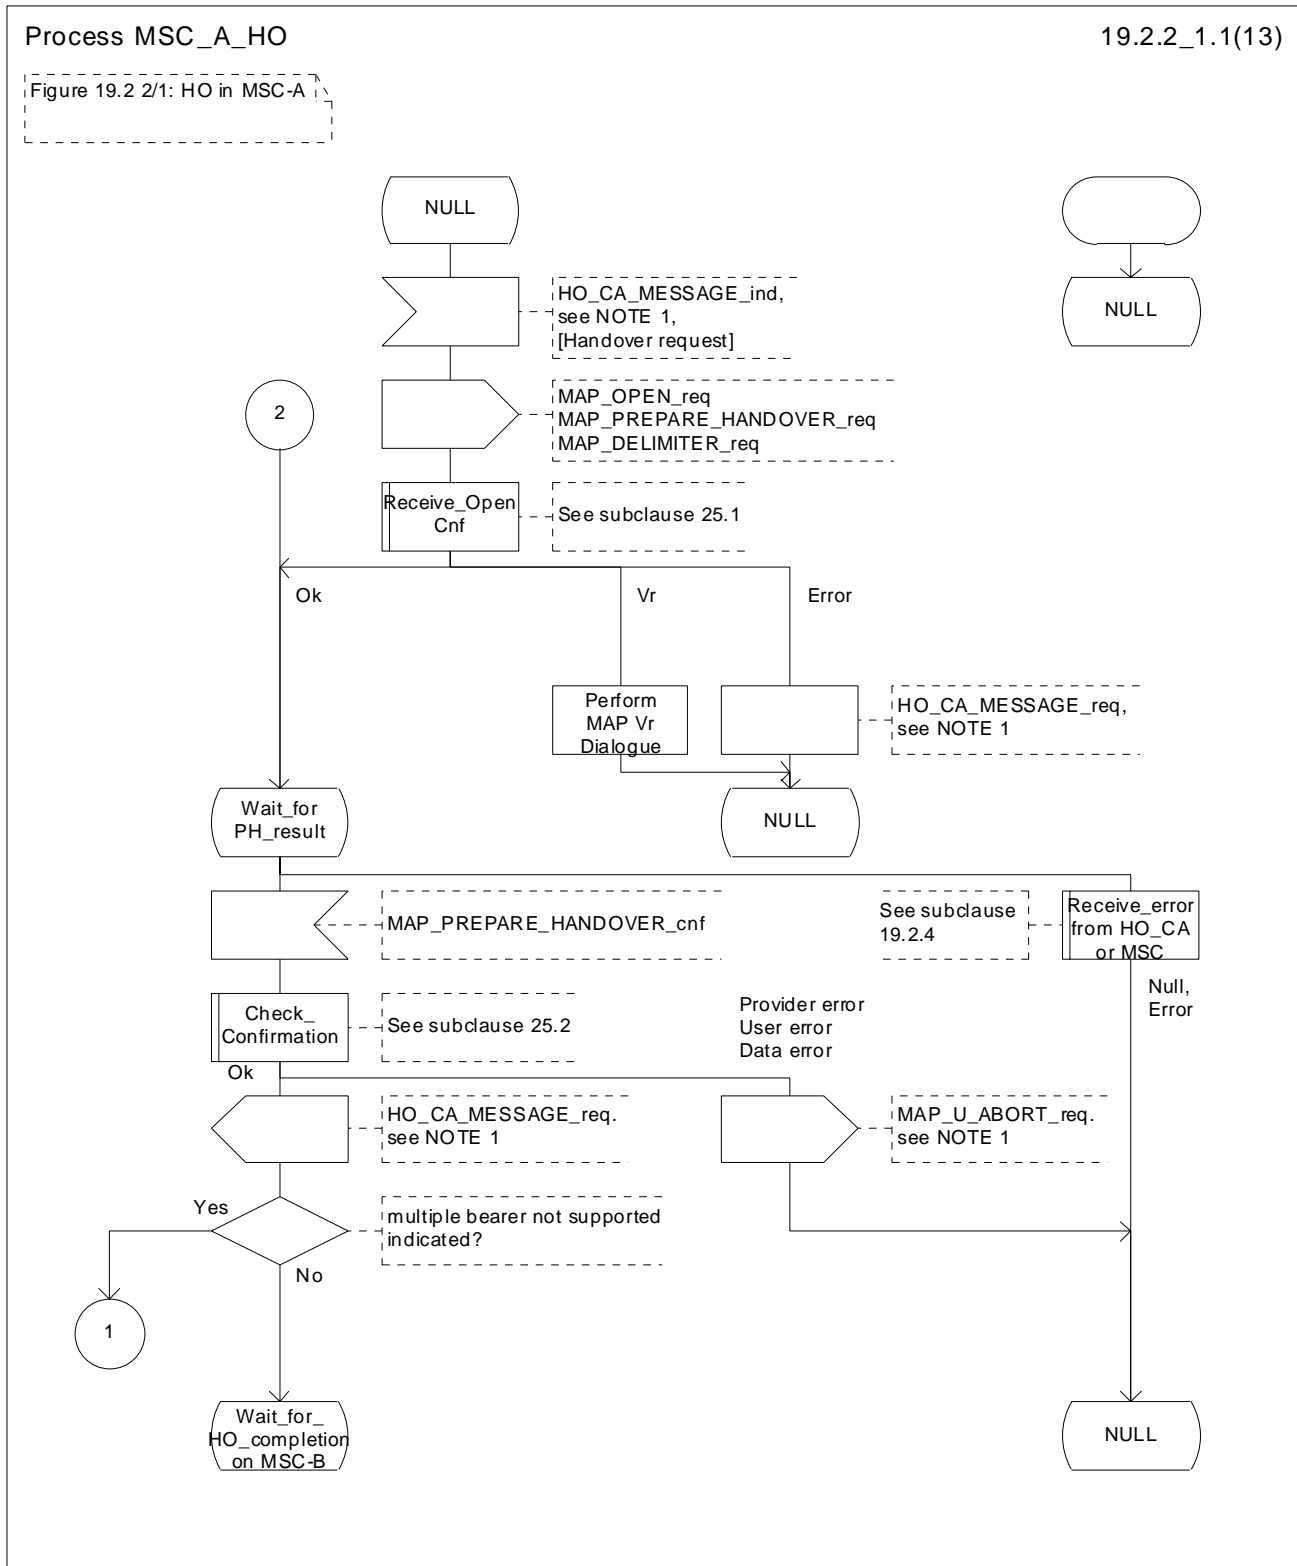 Process MSC_A_HO
19.2.2_1.1(13)
Figure 19.2 2/1: HO in MSC-A
NULL
NULL
HO_CA_MESSAGE_ind,
see NOTE 1,
[Handover request]
2
MAP_OPEN_req
MAP_PREPARE_HANDOVER_req
MAP_DELIMITER_req
Receive_Open
Cnf
See subclause 25.1
Ok
Vr
Error
Perform
MAP Vr
Dialogue
HO_CA_MESSAGE_req,
see NOTE 1
Wait_for
PH_result
NULL
MAP_PREPARE_HANDOVER_cnf
See subclause
19.2.4
Receive_error
from HO_CA
or MSC
Null,
Error
Check_
Confirmation
See subclause 25.2
Provider error
User error
Data error
Ok
HO_CA_MESSAGE_req.
see NOTE 1
MAP_U_ABORT_req.
see NOTE 1
Yes
multiple bearer not supported
indicated?
No
1
Wait_for_
HO_completion
on MSC-B
NULL